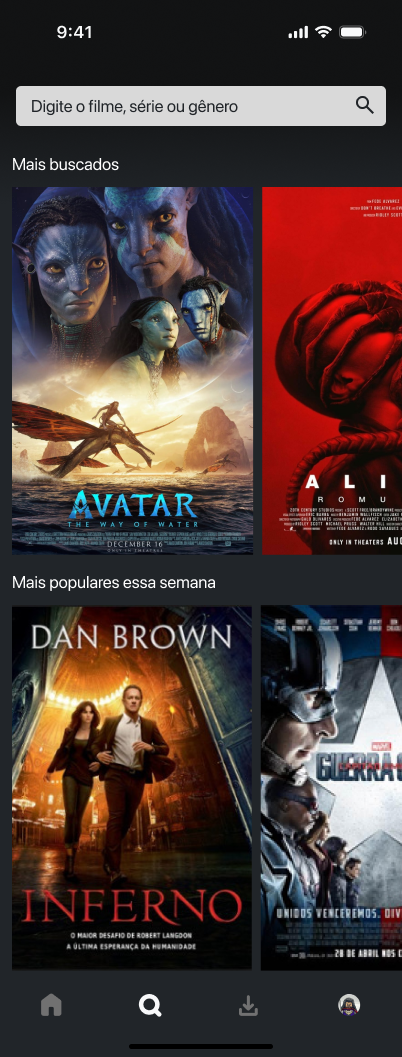 9:41
Digite o filme, série ou gênero
Mais buscados
AVATAR
THE WAY OF WATER
DECEMBER 16
ONLY IN THEATERS
A L I
R O M U
ONLY IN THEATERS AUG
Mais populares essa semana
DAN BROWN
INFERNO
O MAIOR DESAFIO DE ROBERT LANGDON
A ÚLTIMA ESPERANÇA DA HUMANIDADE
MARVEL
GUERRA
UNIDOS VENCEREMOS. DIV
28 DE ABRIL NOS C